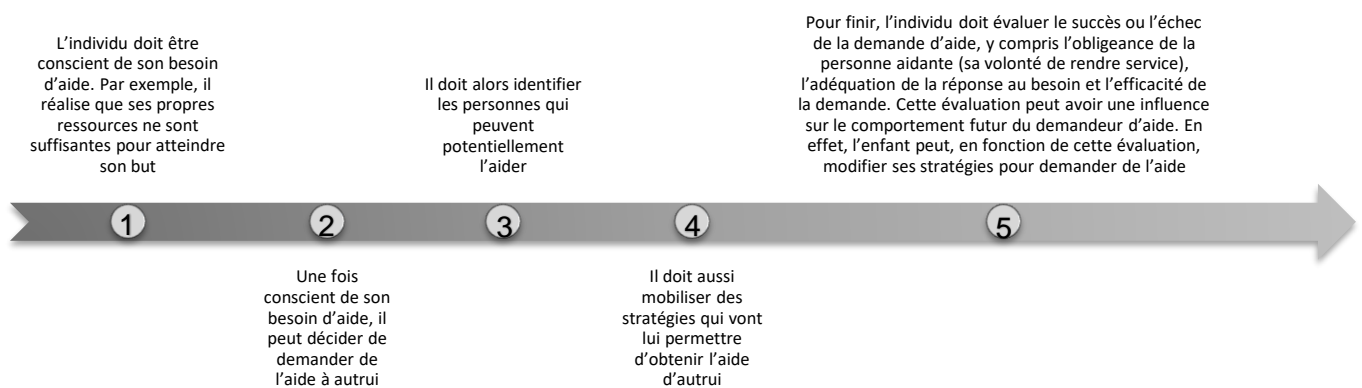 L’individu doit être
conscient de son besoin
d’aide. Par exemple, il
réalise que ses propres
ressources ne sont
suffisantes pour atteindre
son but
1
Une fois
conscient de son
besoin d’aide, il
peut décider de
demander de
l’aide à autrui
2
Il doit alors identifier
les personnes qui
peuvent
potentiellement
l’aider
3
Il doit aussi
mobiliser des
stratégies qui vont
lui permettre
d’obtenir l’aide
d’autrui
4
Pour finir, l’individu doit évaluer le succès ou l’échec
de la demande d’aide, y compris l’obligeance de la
personne aidante (sa volonté de rendre service),
l’adéquation de la réponse au besoin et l’efficacité de
la demande. Cette évaluation peut avoir une influence
sur le comportement futur du demandeur d’aide. En
effet, l’enfant peut, en fonction de cette évaluation,
modifier ses stratégies pour demander de l’aide
5